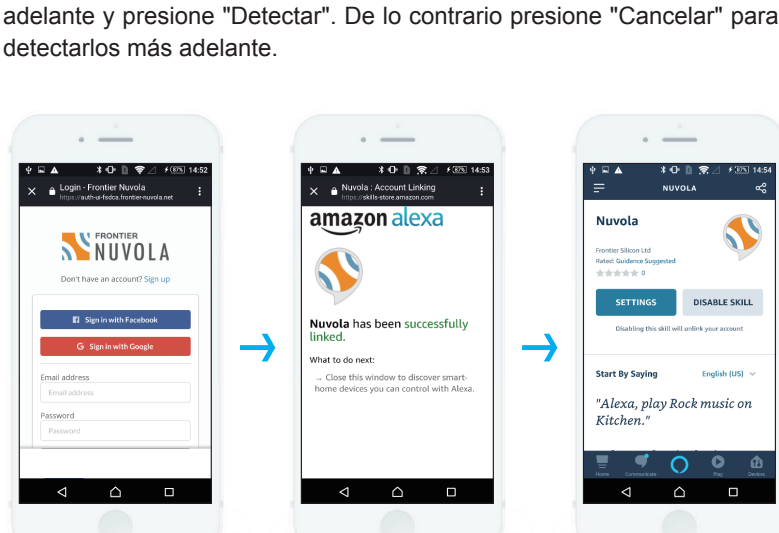 adelante y presione "Detectar". De lo contrario presione "Cancelar" para
detectarlos más adelante.
87% 14:52
Login - Frontier Nuvola
https://auth-ui-fsdca.frontier-nuvola.net
FRONTIER
NUVOLA
Don't have an account? Sign up
Sign in with Facebook
G Sign in with Google
Email address
Email address
Password
Password
87% 14:53
Nuvola : Account Linking
https://skills-store.amazon.com
amazon alexa
Nuvola has been successfully
linked.
What to do next:
→ Close this window to discover smart-
home devices you can control with Alexa.
87% 14:54
NUVOLA
Nuvola
Frontier Silicon Ltd
Rated: Guidance Suggested
0
SETTINGS
DISABLE SKILL
Disabling this skill will unlink your account
Start By Saying
English (US)
"Alexa, play Rock music on
Kitchen."
Home Communicate Play Devices